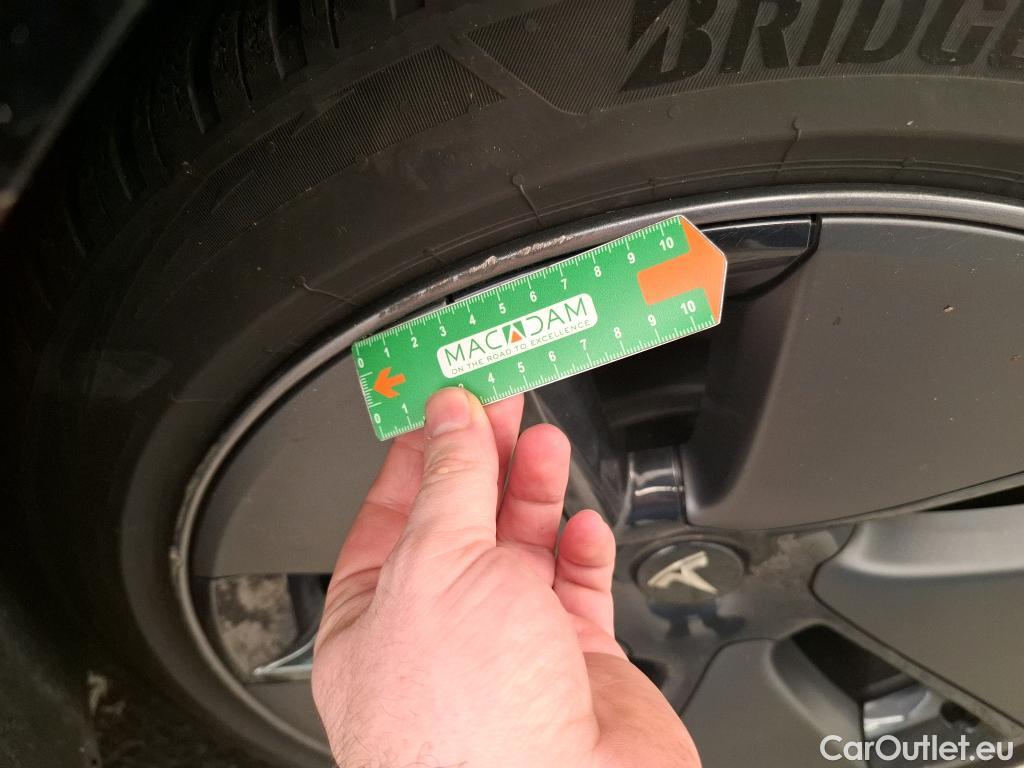 BRIDGE
0 1 2 3 4 5 6 7 8 9 10
MACADAM
ON THE ROAD TO EXCELLENCE
0 1 3 4 5 6 7 8 9 10
CarOutlet.eu